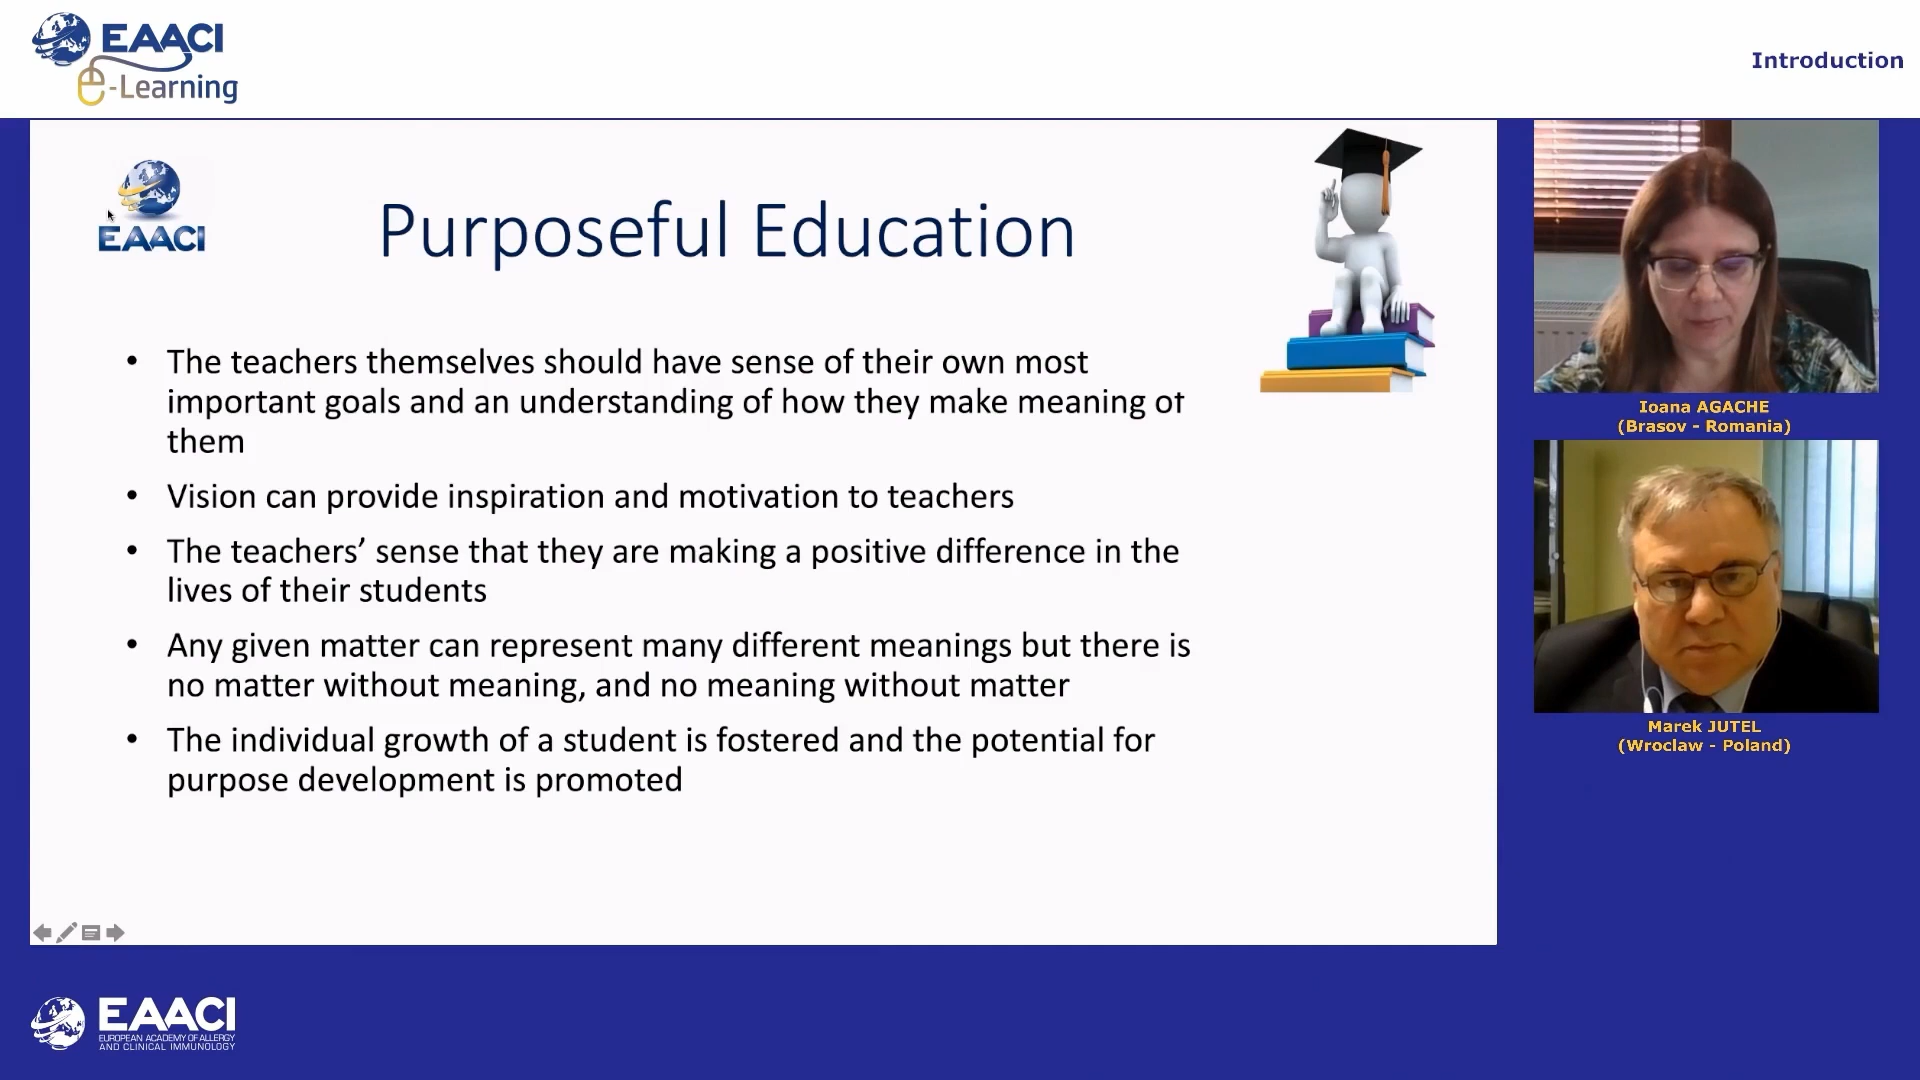 EAACI
e-Learning
Introduction
EAACI
Purposeful Education
• The teachers themselves should have sense of their own most
important goals and an understanding of how they make meaning of
them
• Vision can provide inspiration and motivation to teachers
• The teachers’ sense that they are making a positive difference in the
lives of their students
• Any given matter can represent many different meanings but there is
no matter without meaning, and no meaning without matter
• The individual growth of a student is fostered and the potential for
purpose development is promoted
Ioana AGACHE
(Brasov - Romania)
Marek JUTEL
(Wroclaw - Poland)
EAACI
EUROPEAN ACADEMY OF ALLERGY
AND CLINICAL IMMUNOLOGY